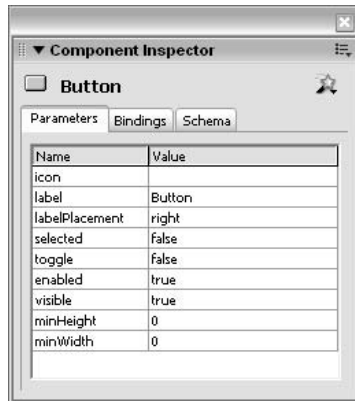 Component Inspector
Button
Parameters Bindings Schema
Name Value
icon
label Button
labelPlacement right
selected false
toggle false
enabled true
visible true
minHeight 0
minWidth 0